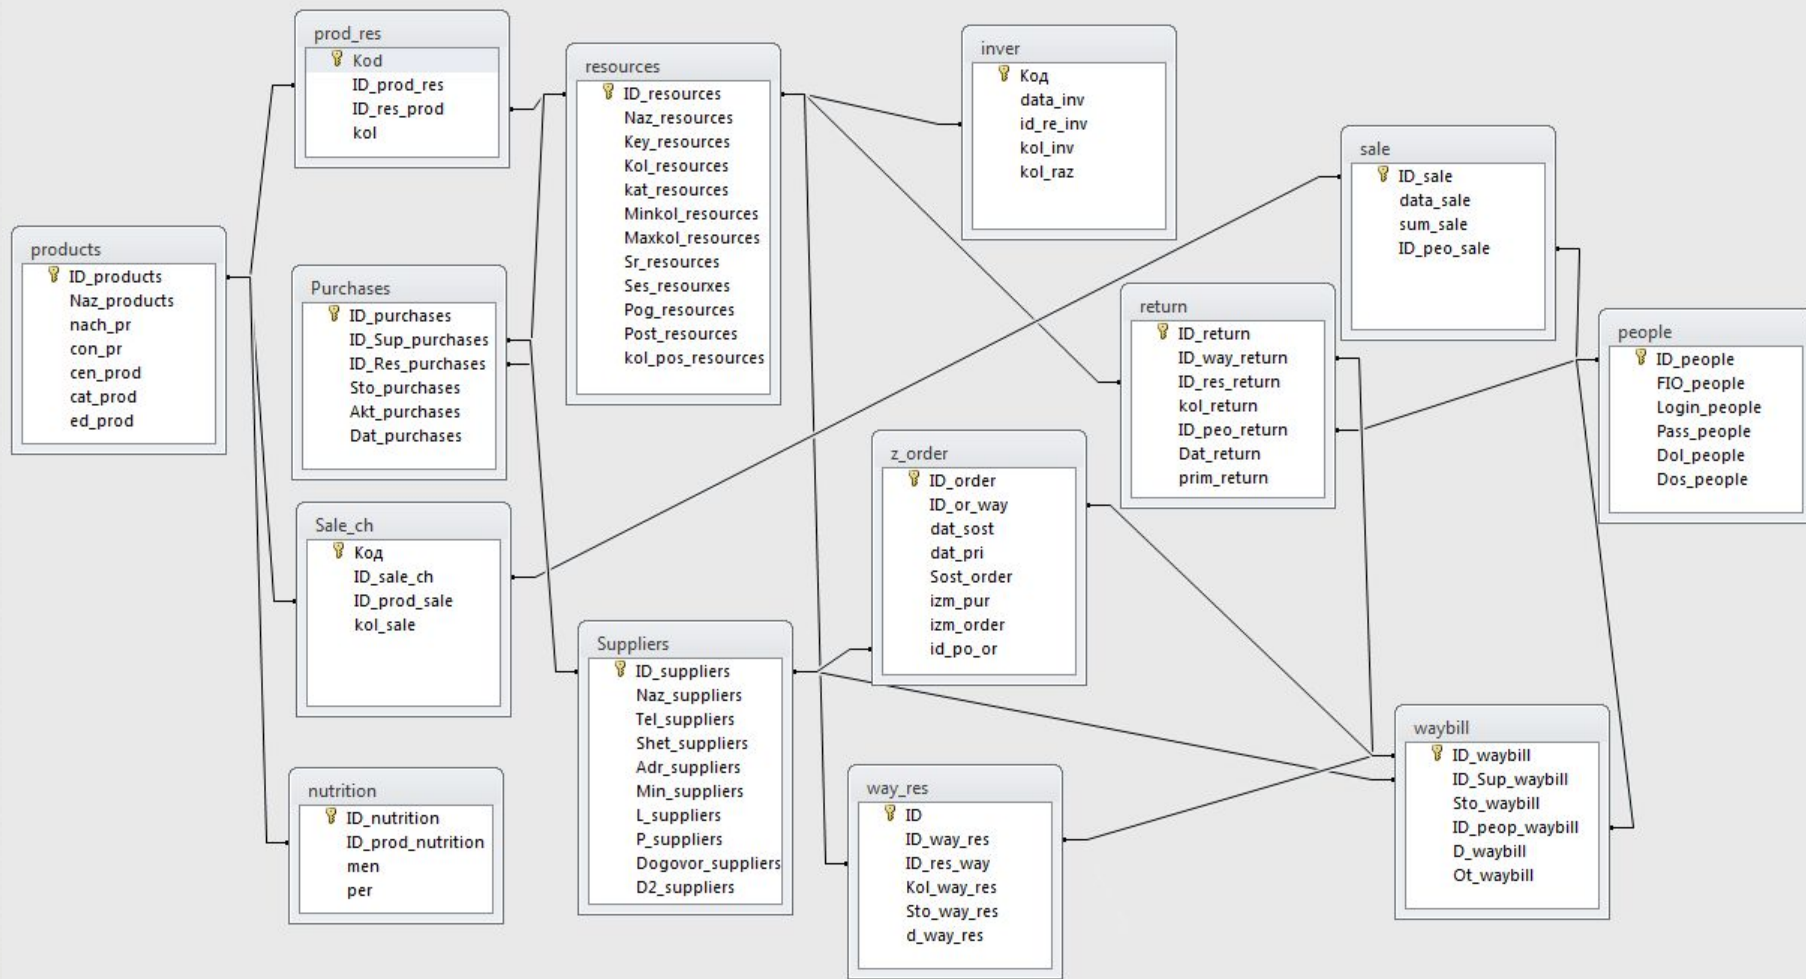 prod_res
Kod
ID_prod_res
ID_res_prod
kol
resources
ID_resources
Naz_resources
Key_resources
Kol_resources
kat_resources
Minkol_resources
Maxkol_resources
Sr_resources
Ses_resourxes
Pog_resources
Post_resources
kol_pos_resources
inver
Код
data_inv
id_re_inv
kol_inv
kol_raz
sale
ID_sale
data_sale
sum_sale
ID_peo_sale
products
ID_products
Naz_products
nach_pr
con_pr
cen_prod
cat_prod
ed_prod
Purchases
ID_purchases
ID_Sup_purchases
ID_Res_purchases
Sto_purchases
Akt_purchases
Dat_purchases
return
ID_return
ID_way_return
ID_res_return
kol_return
ID_peo_return
Dat_return
prim_return
people
ID_people
FIO_people
Login_people
Pass_people
Dol_people
Dos_people
z_order
ID_order
ID_or_way
dat_sost
dat_pri
Sost_order
izm_pur
izm_order
id_po_or
Sale_ch
Код
ID_sale_ch
ID_prod_sale
kol_sale
Suppliers
ID_suppliers
Naz_suppliers
Tel_suppliers
Shet_suppliers
Adr_suppliers
Min_suppliers
L_suppliers
P_suppliers
Dogovor_suppliers
D2_suppliers
waybill
ID_waybill
ID_Sup_waybill
Sto_waybill
ID_peop_waybill
D_waybill
Ot_waybill
nutrition
ID_nutrition
ID_prod_nutrition
men
per
way_res
ID
ID_way_res
ID_res_way
Kol_way_res
Sto_way_res
d_way_res